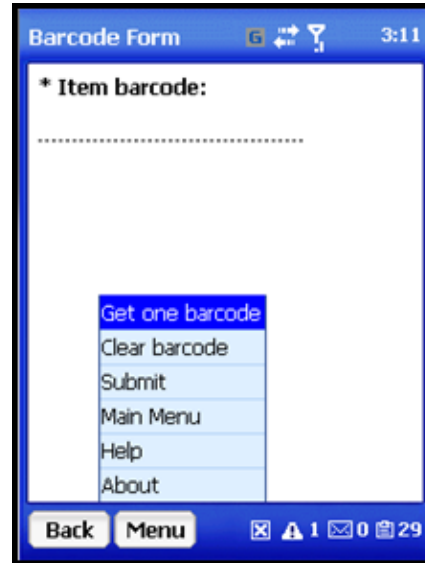 Barcode Form G 3:11
* Item barcode:
Get one barcode
Clear barcode
Submit
Main Menu
Help
About
Back Menu 1 0 29